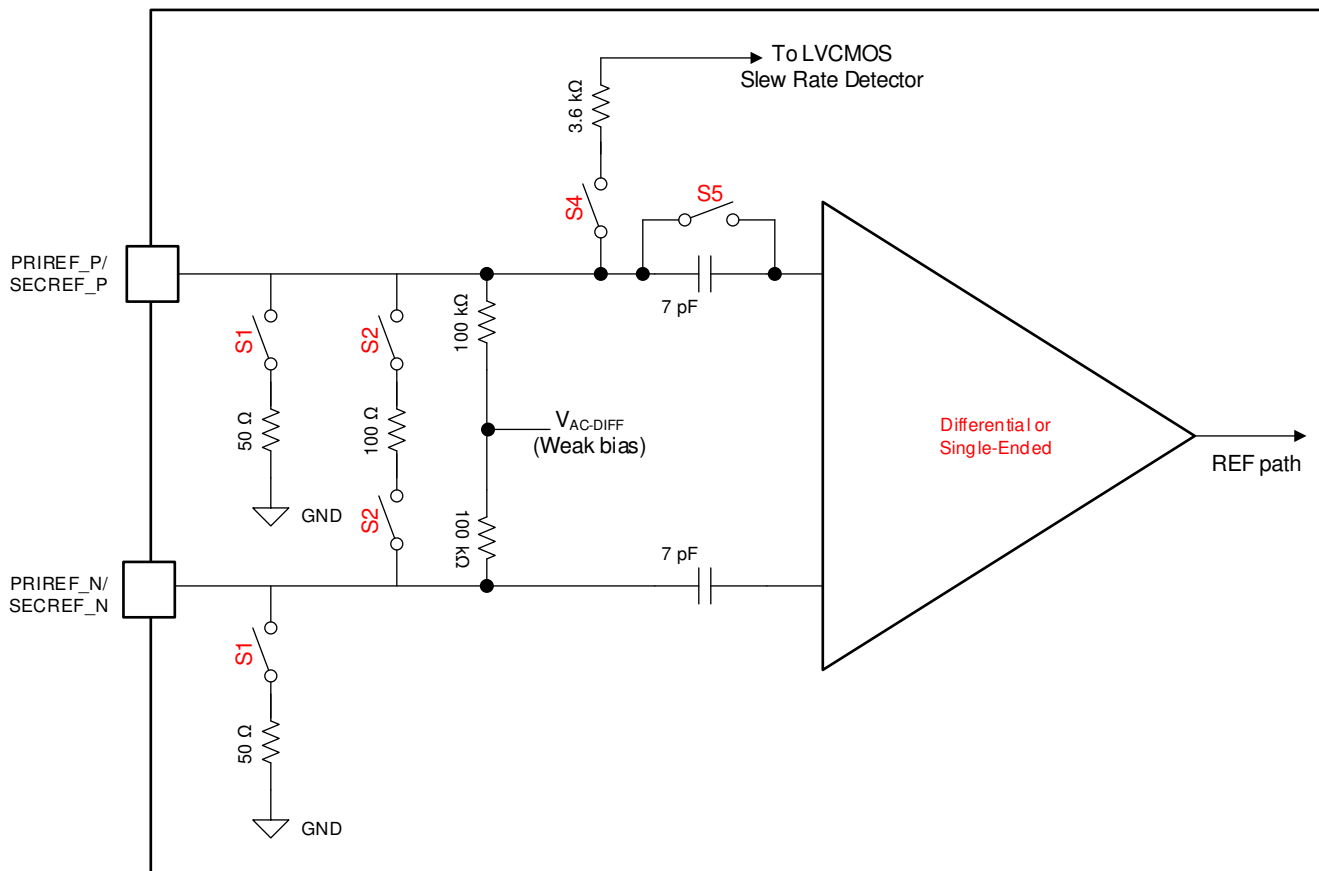 To LVCMOS
Slew Rate Detector
3.6 kΩ
S4
S5
PRIREF_P/
SECREF_P
7 pF
S1
S2
100 kΩ
50 Ω
100 Ω
VAC-DIFF
(Weak bias)
Differential or
Single-Ended
REF path
GND
S2
100 kΩ
7 pF
PRIREF_N/
SECREF_N
S1
50 Ω
GND